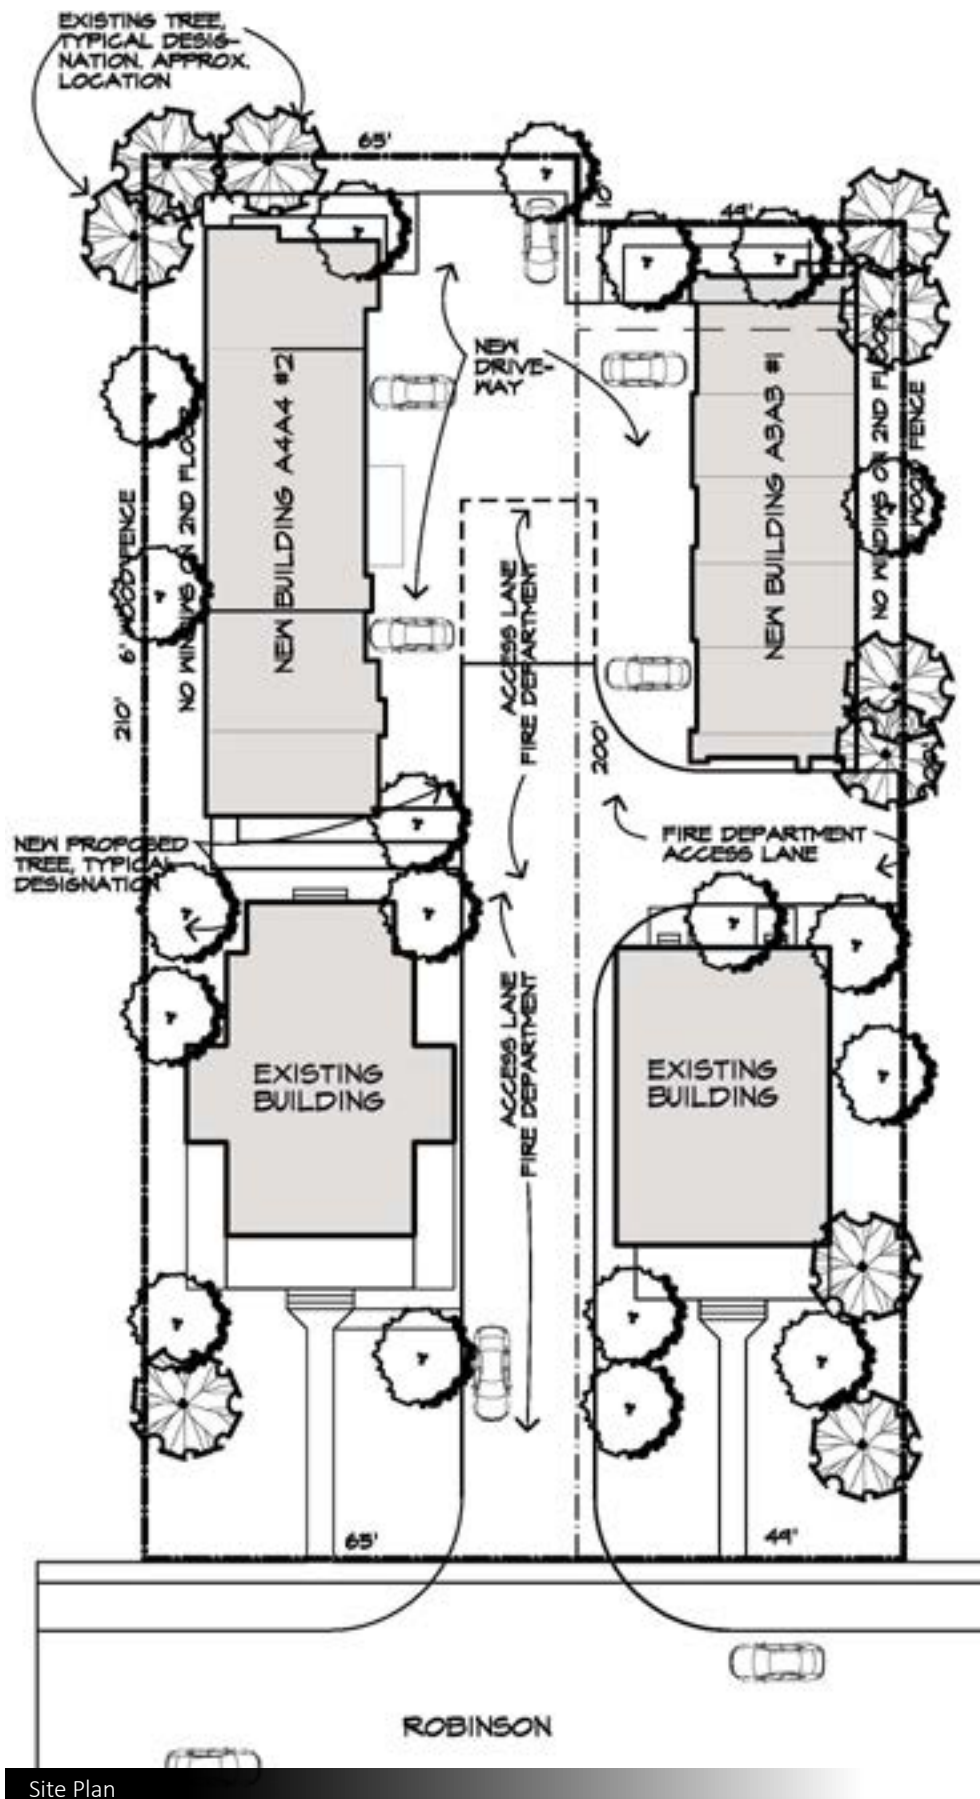 EXISTING TREE,
TYPICAL DESIG-
NATION. APPROX.
LOCATION
65'
10'
44'
NEW
DRIVE-
WAY
NEW BUILDING A4A4 #2
NEW BUILDING A3A3 #1
6' WOOD FENCE
NO WINDWS ON 2ND FLOOR
NO WINDWS ON 2ND FLOOR
WOOD FENCE
210'
200'
ACCESS LANE
FIRE DEPARTMENT
NEW PROPOSED
TREE, TYPICAL
DESIGNATION
FIRE DEPARTMENT
ACCESS LANE
ACCESS LANE
FIRE DEPARTMENT
EXISTING
BUILDING
EXISTING
BUILDING
65'
49'
ROBINSON
Site Plan